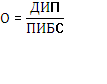 О = ДИП
ПИБС